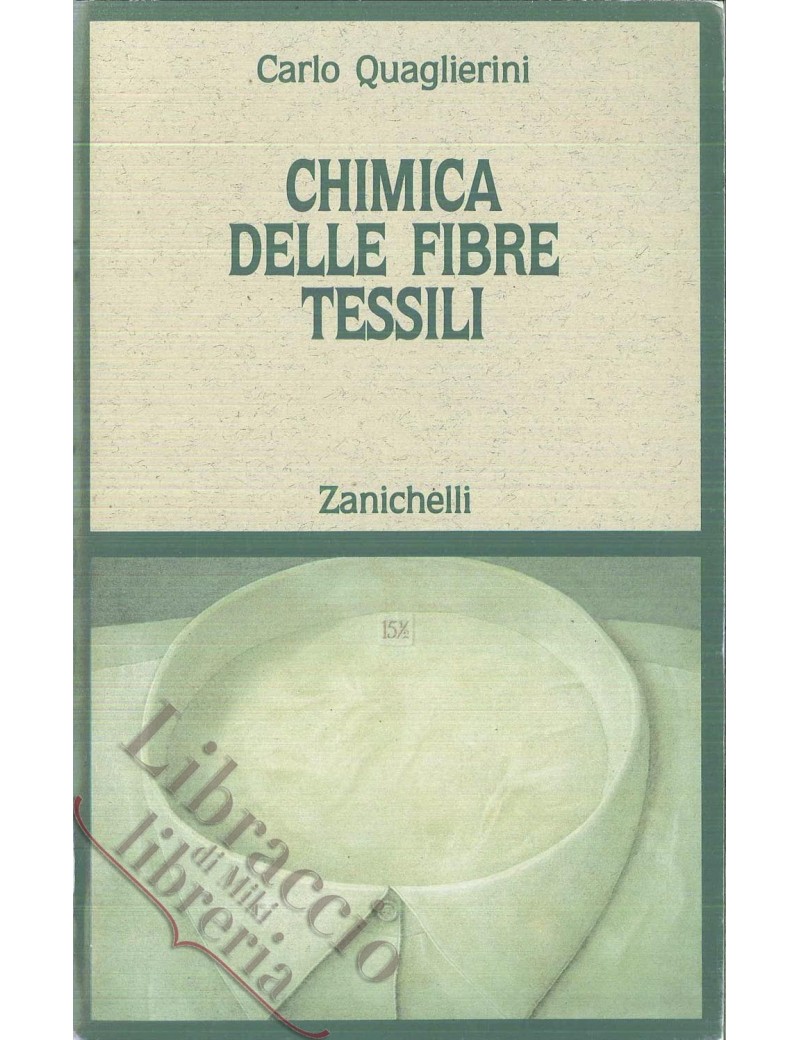 Carlo Quaglierini
CHIMICA
DELLE FIBRE
TESSILI
Zanichelli
15½
Libraccio
di Miki
libreria
©